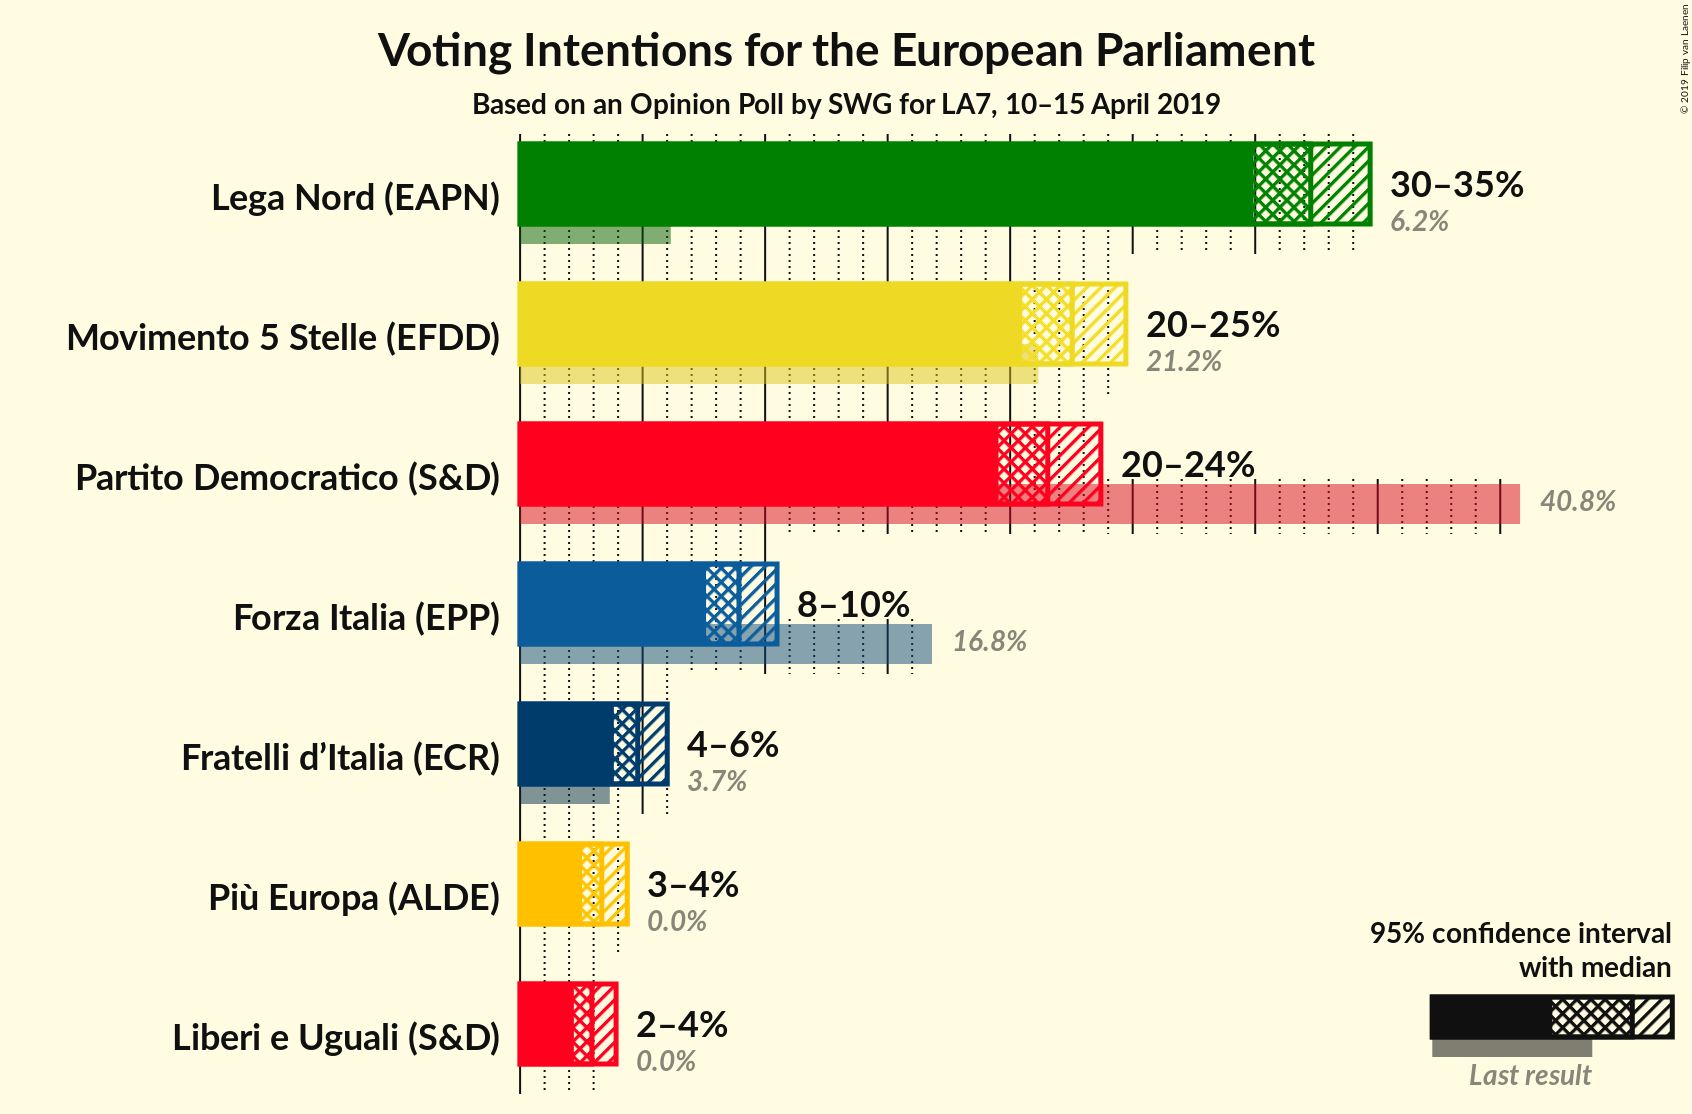 Voting Intentions for the European Parliament
Based on an Opinion Poll by SWG for LA7, 10–15 April 2019
© 2019 Filip van Laenen
Lega Nord (EAPN)
30–35%
6.2%
Movimento 5 Stelle (EFDD)
20–25%
21.2%
Partito Democratico (S&D)
20–24%
40.8%
Forza Italia (EPP)
8–10%
16.8%
Fratelli d’Italia (ECR)
4–6%
3.7%
Più Europa (ALDE)
3–4%
0.0%
Liberi e Uguali (S&D)
2–4%
0.0%
95% confidence interval
with median
Last result